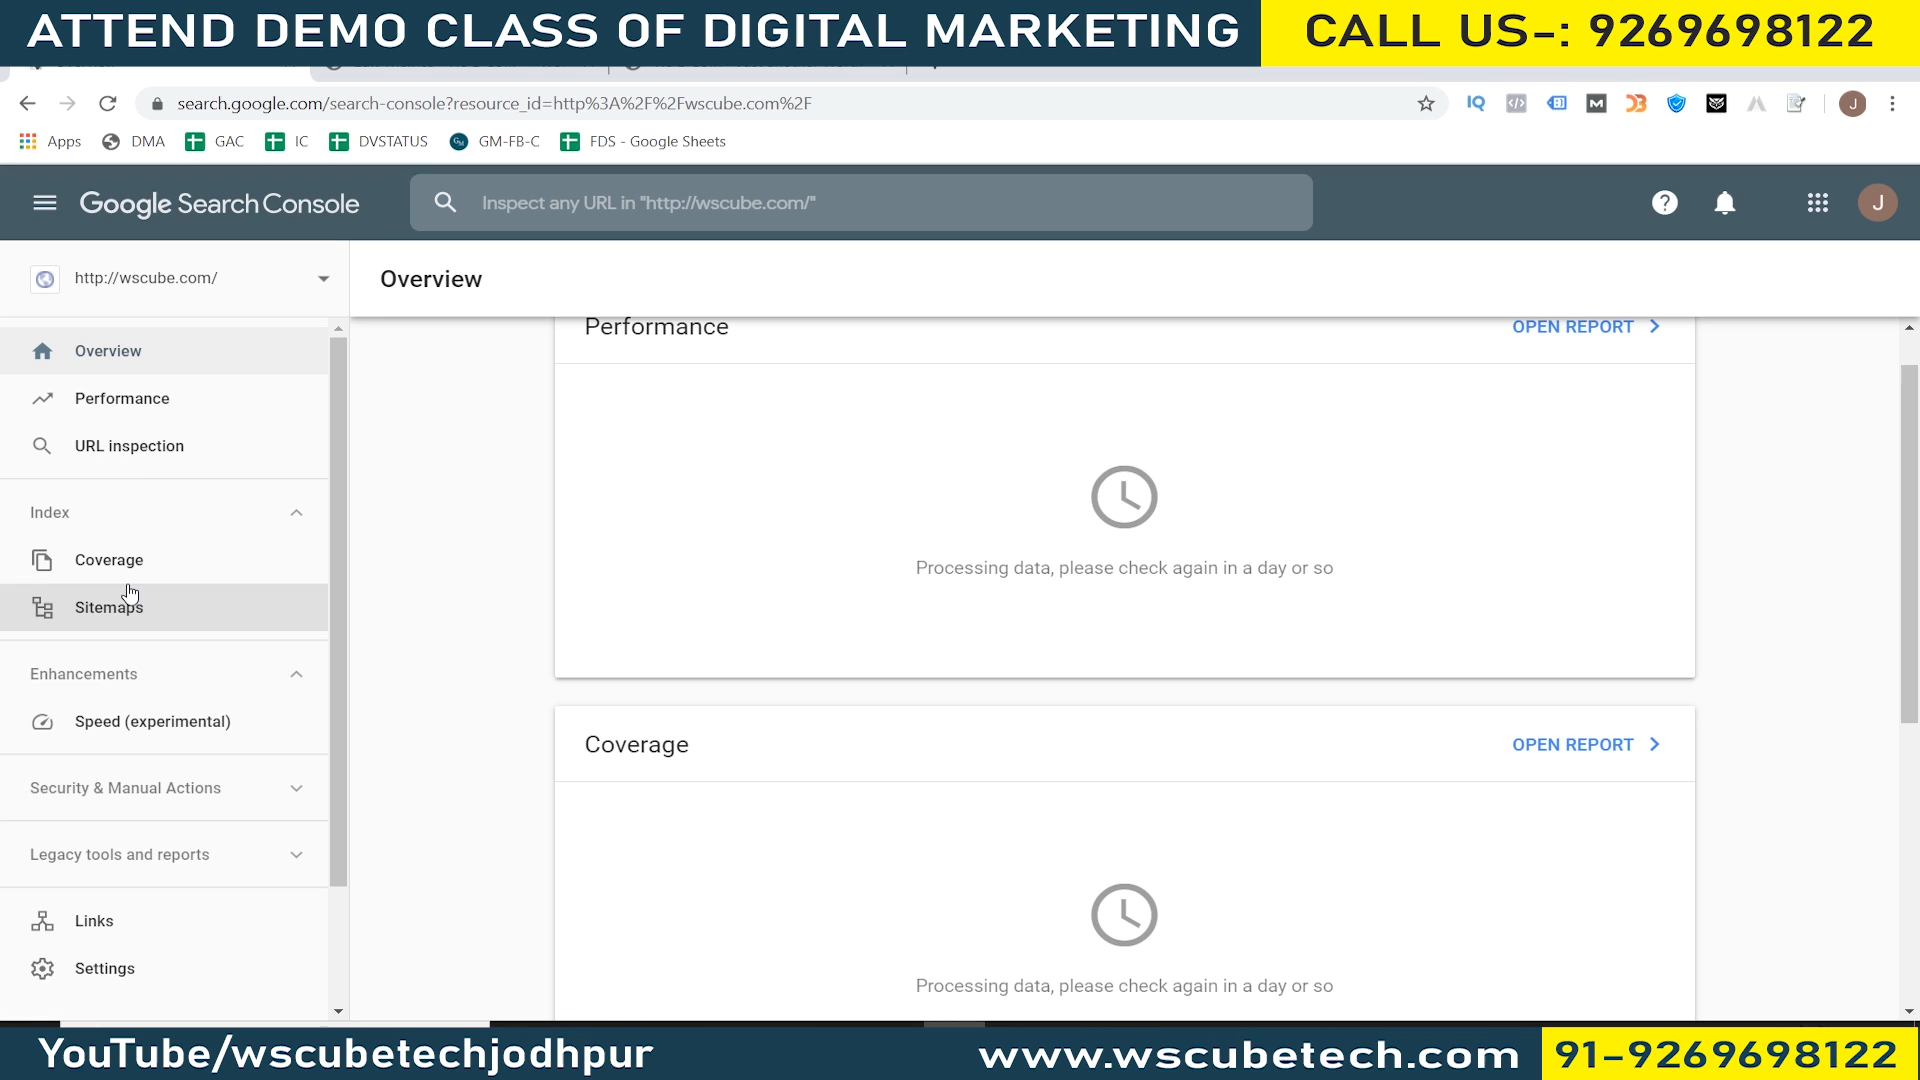 ATTEND DEMO CLASS OF DIGITAL MARKETING
CALL US-: 9269698122
search.google.com/search-console?resource_id=http%3A%2F%2Fwscube.com%2F
IQ
M
J
Apps
DMA
GAC
IC
DVSTATUS
GM-FB-C
FDS - Google Sheets
Google Search Console
Inspect any URL in "http://wscube.com/"
J
http://wscube.com/
Overview
Overview
Performance
URL inspection
Index
Coverage
Sitemaps
Enhancements
Speed (experimental)
Security & Manual Actions
Legacy tools and reports
Links
Settings
Performance
OPEN REPORT
Processing data, please check again in a day or so
Coverage
OPEN REPORT
Processing data, please check again in a day or so
YouTube/wscubetechjodhpur
www.wscubetech.com
91-9269698122